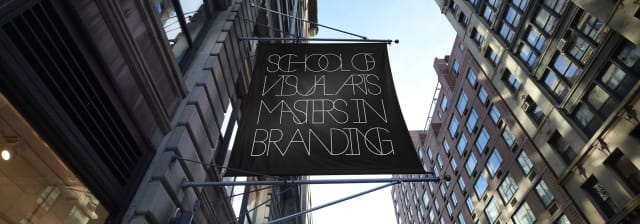 SCHOOL OF
VISUAL ARTS
MASTERS IN
BRANDING